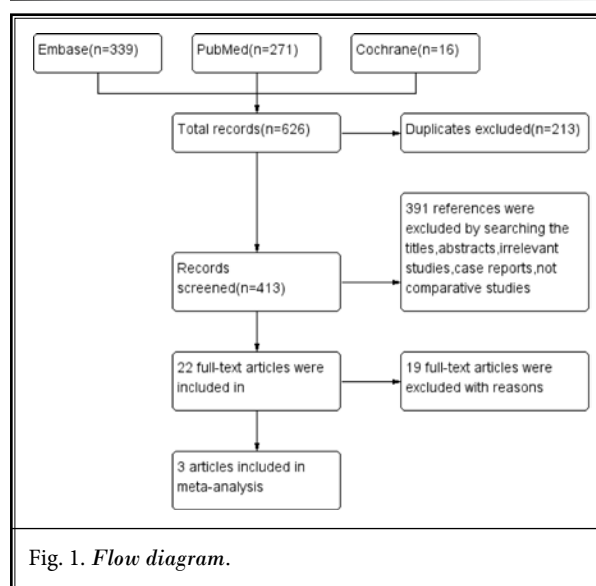 Embase(n=339)
PubMed(n=271)
Cochrane(n=16)
Total records(n=626)
Duplicates excluded(n=213)
391 references were
excluded by searching the
titles,abstracts,irrelevant
studies,case reports,not
comparative studies
Records
screened(n=413)
22 full-text articles were
included in
19 full-text articles were
excluded with reasons
3 articles included in
meta-analysis
Fig. 1. Flow diagram.